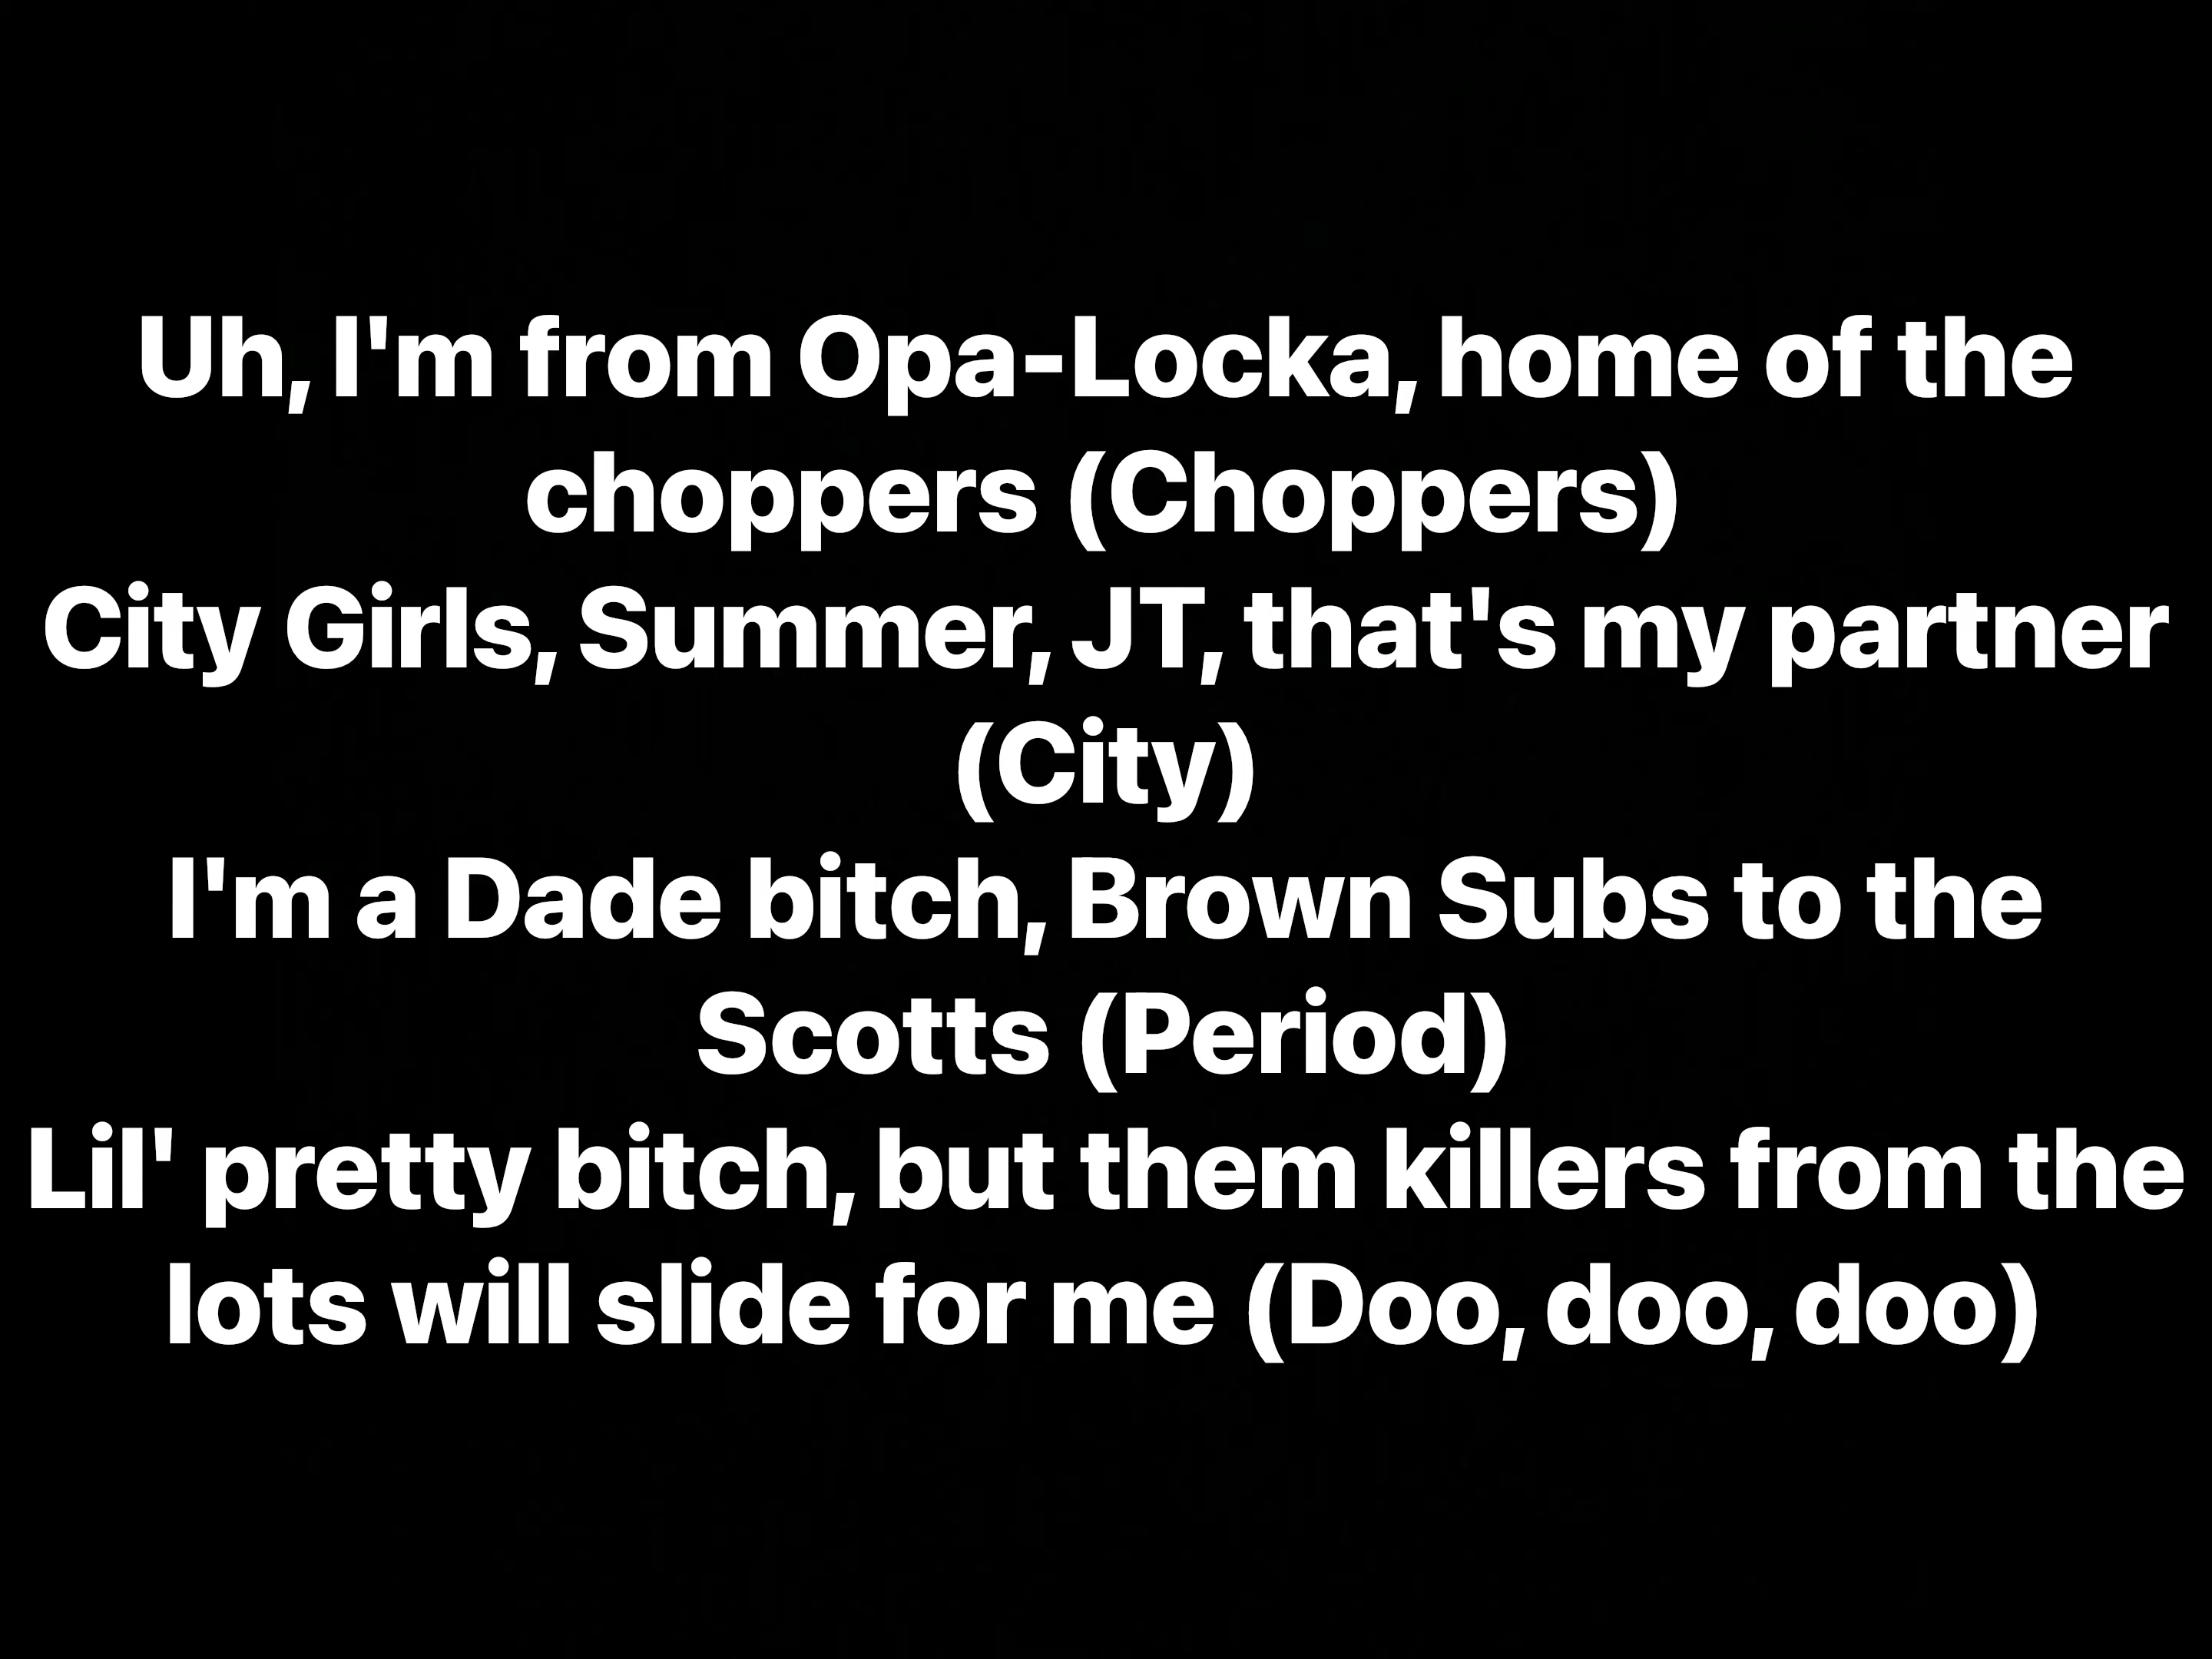 Uh, I'm from Opa-Locka, home of the
choppers (Choppers)
City Girls, Summer, JT, that's my partner
(City)
I'm a Dade bitch, Brown Subs to the
Scotts (Period)
Lil' pretty bitch, but them killers from the
lots will slide for me (Doo, doo, doo)